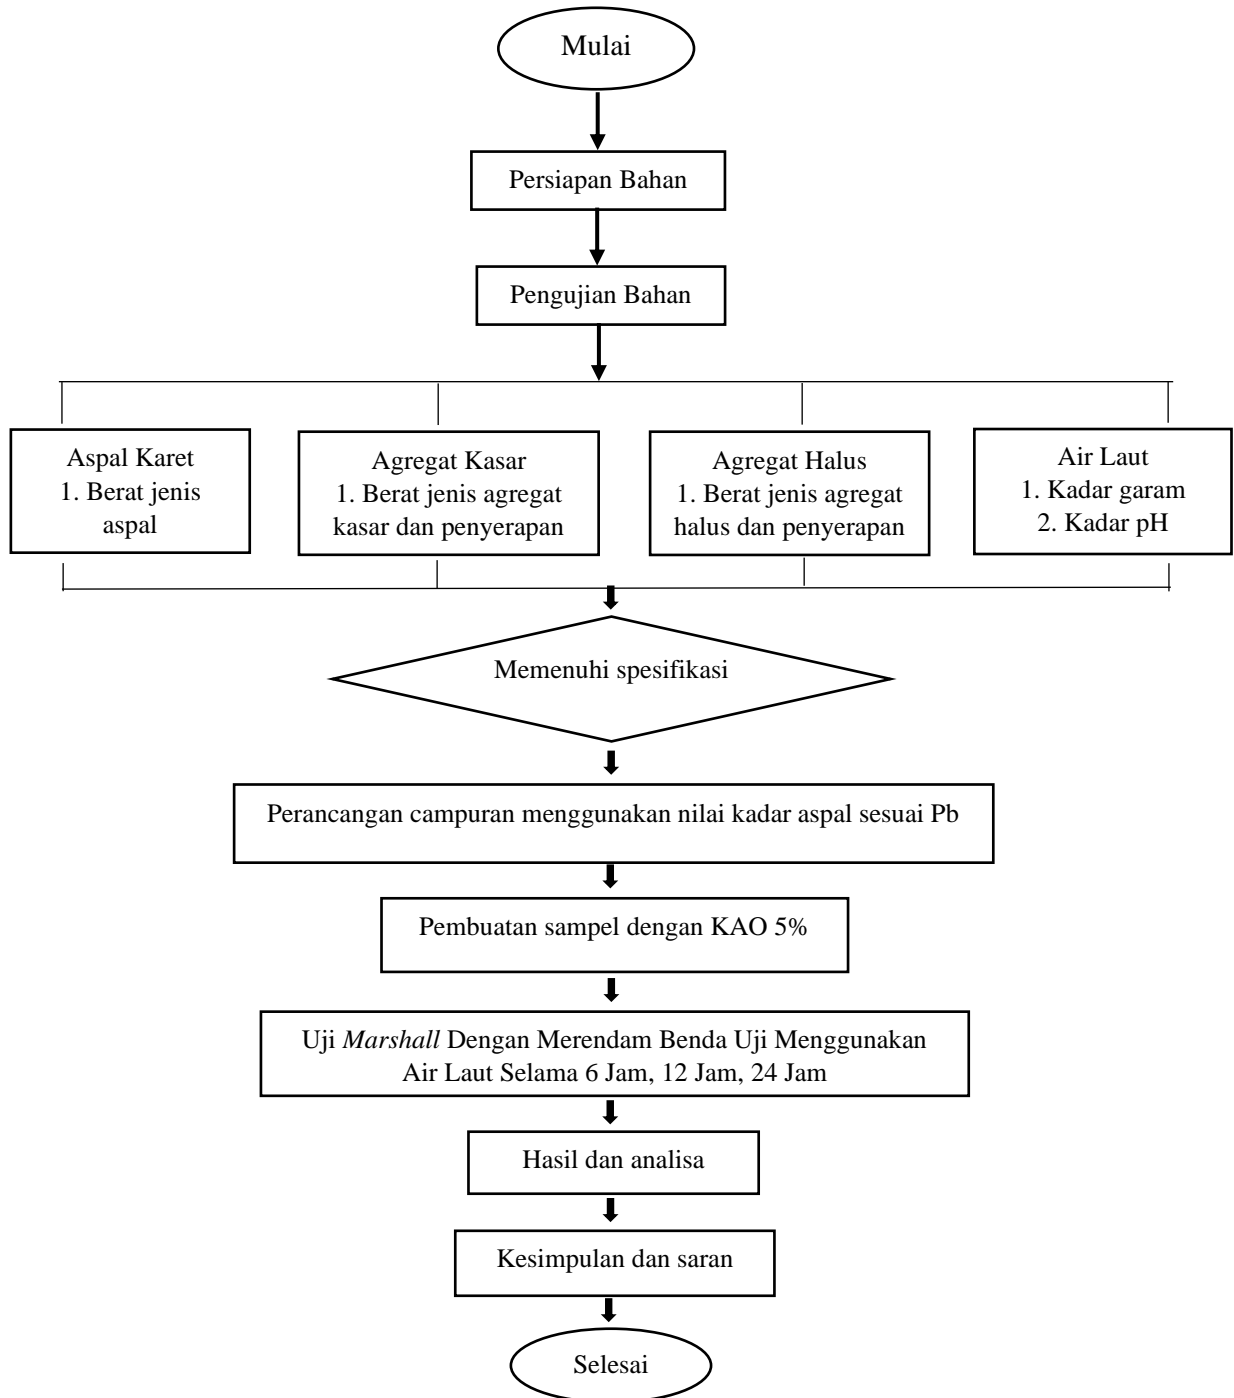 Mulai
Persiapan Bahan
Pengujian Bahan
Aspal Karet
1. Berat jenis
aspal
Agregat Kasar
1. Berat jenis agregat
kasar dan penyerapan
Agregat Halus
1. Berat jenis agregat
halus dan penyerapan
Air Laut
1. Kadar garam
2. Kadar pH
Memenuhi spesifikasi
Perancangan campuran menggunakan nilai kadar aspal sesuai Pb
Pembuatan sampel dengan KAO 5%
Uji Marshall Dengan Merendam Benda Uji Menggunakan
Air Laut Selama 6 Jam, 12 Jam, 24 Jam
Hasil dan analisa
Kesimpulan dan saran
Selesai